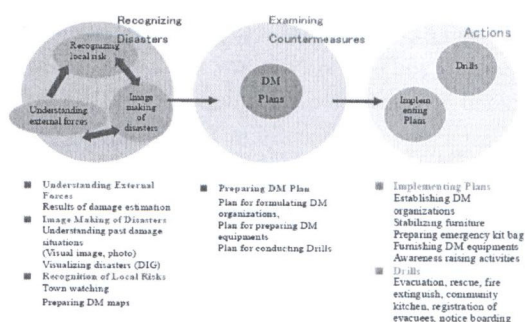 Recognizing
Disasters
Recognizing
local risk
Understanding
external forces
Image
making
of
disasters
Examining
Countermeasures
DM
Plans
Actions
Drills
Implem
enting
Plans
■ Understanding External
Forces
Results of damage estimation
■ Image Making of Disasters
Understanding past damage
situations
(Visual image, photo)
Visualizing disasters (DIG)
■ Recognition of Local Risks
Town watching
Preparing DM maps
■ Preparing DM Plan
Plan for formulating DM
organizations,
Plan for preparing DM
equipments
Plan for conducting Drills
■ Implementing Plans
Establishing DM
organizations
Stabilizing furniture
Preparing emergency kit bag
Furnishing DM equipments
Awareness raising activities
■ Drills
Evacuation, rescue, fire
extinguish, community
kitchen, registration of
evacuees, notice boarding